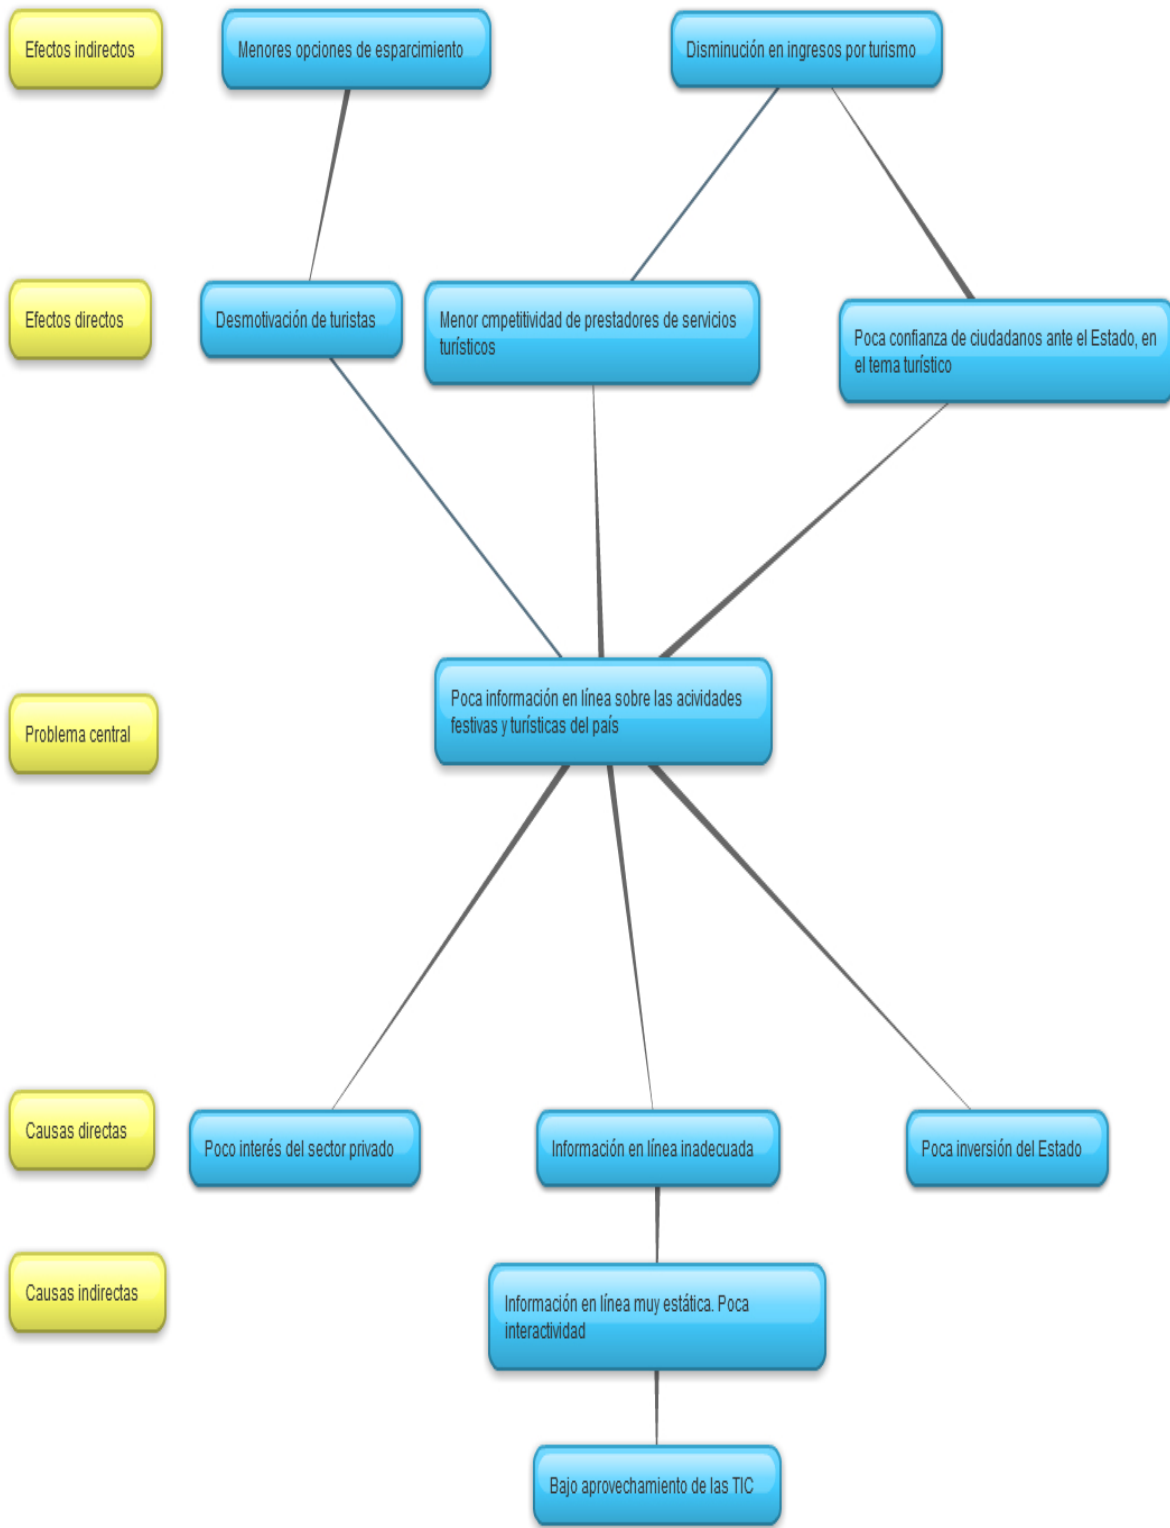 Efectos indirectos
Menores opciones de esparcimiento
Disminución en ingresos por turismo
Efectos directos
Desmotivación de turistas
Menor cmpetitividad de prestadores de servicios
turísticos
Poca confianza de ciudadanos ante el Estado, en
el tema turístico
Problema central
Poca información en línea sobre las acividades
festivas y turísticas del país
Causas directas
Poco interés del sector privado
Información en línea inadecuada
Poca inversión del Estado
Causas indirectas
Información en línea muy estática. Poca
interactividad
Bajo aprovechamiento de las TIC